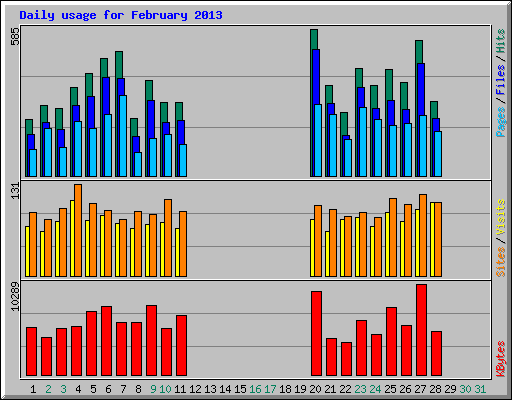 Daily usage for February 2013
585
Pages / Files / Hits
131
Sites / Visits
10289
KBytes
1 2 3 4 5 6 7 8 9 10 11 12 13 14 15 16 17 18 19 20 21 22 23 24 25 26 27 28 29 30 31